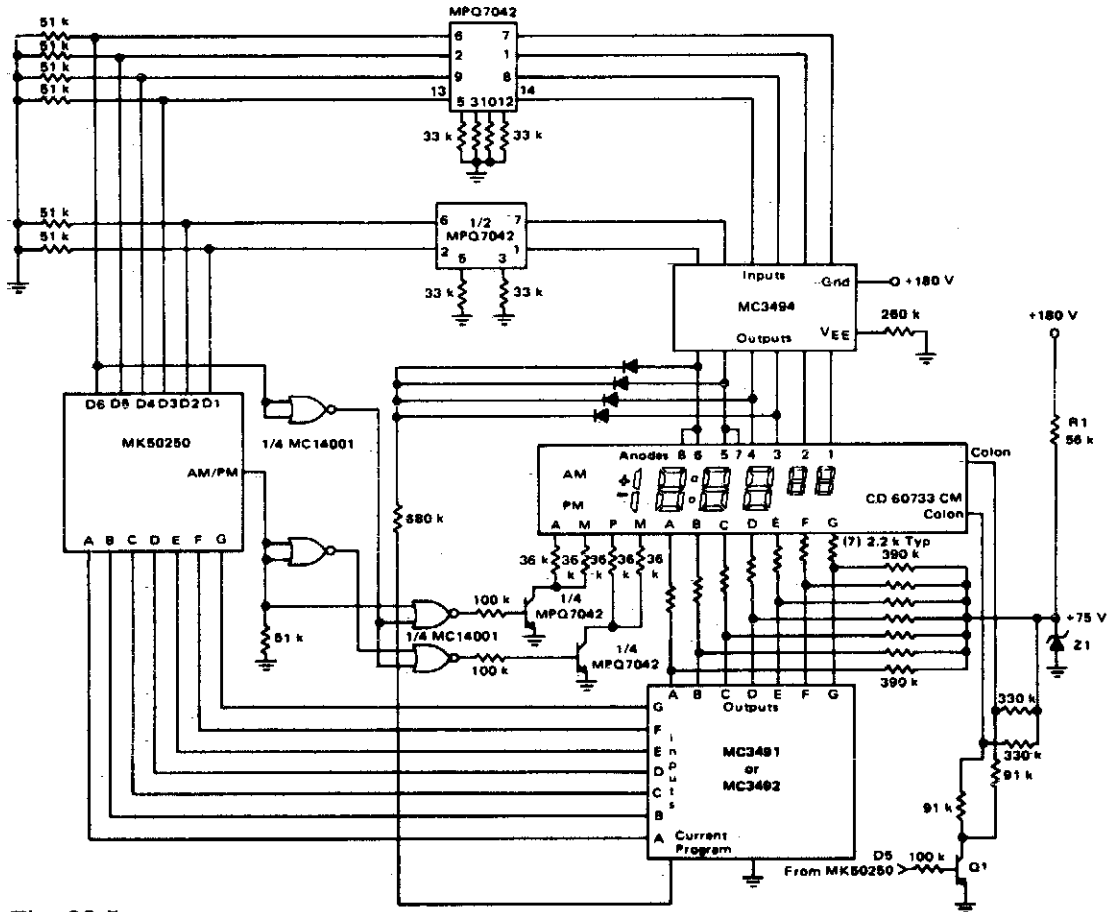 MPQ7042
51 k
51 k
51 k
51 k
6 7
2 1
9 8
13 14
5 3 10 12
33 k 33 k
51 k
51 k
6 1/2 7
MPQ7042
2 1
5 3
33 k 33 k
Inputs
Gnd
+180 V
MC3494
VEE
260 k
Outputs
+180 V
R1
56 k
D6 D5 D4 D3 D2 D1
MK50250
AM/PM
A B C D E F G
1/4 MC14001
Anodes 8 6 5 7 4 3 2 1
Colon
AM
PM
CD 60733 CM
Colon
A M P M A B C D E F G
680 k
36 k
36 k
36 k
36 k
(7) 2.2 k Typ
390 k
100 k
1/4
MPQ7042
51 k
1/4 MC14001
100 k
1/4
MPQ7042
+75 V
Z1
390 k
A B C D E F G
Outputs
G
F
E
D
C
B
A
Inputs
MC3491
or
MC3492
Current
Program
330 k
330 k
91 k
91 k
D5
From MK50250
100 k
Q1